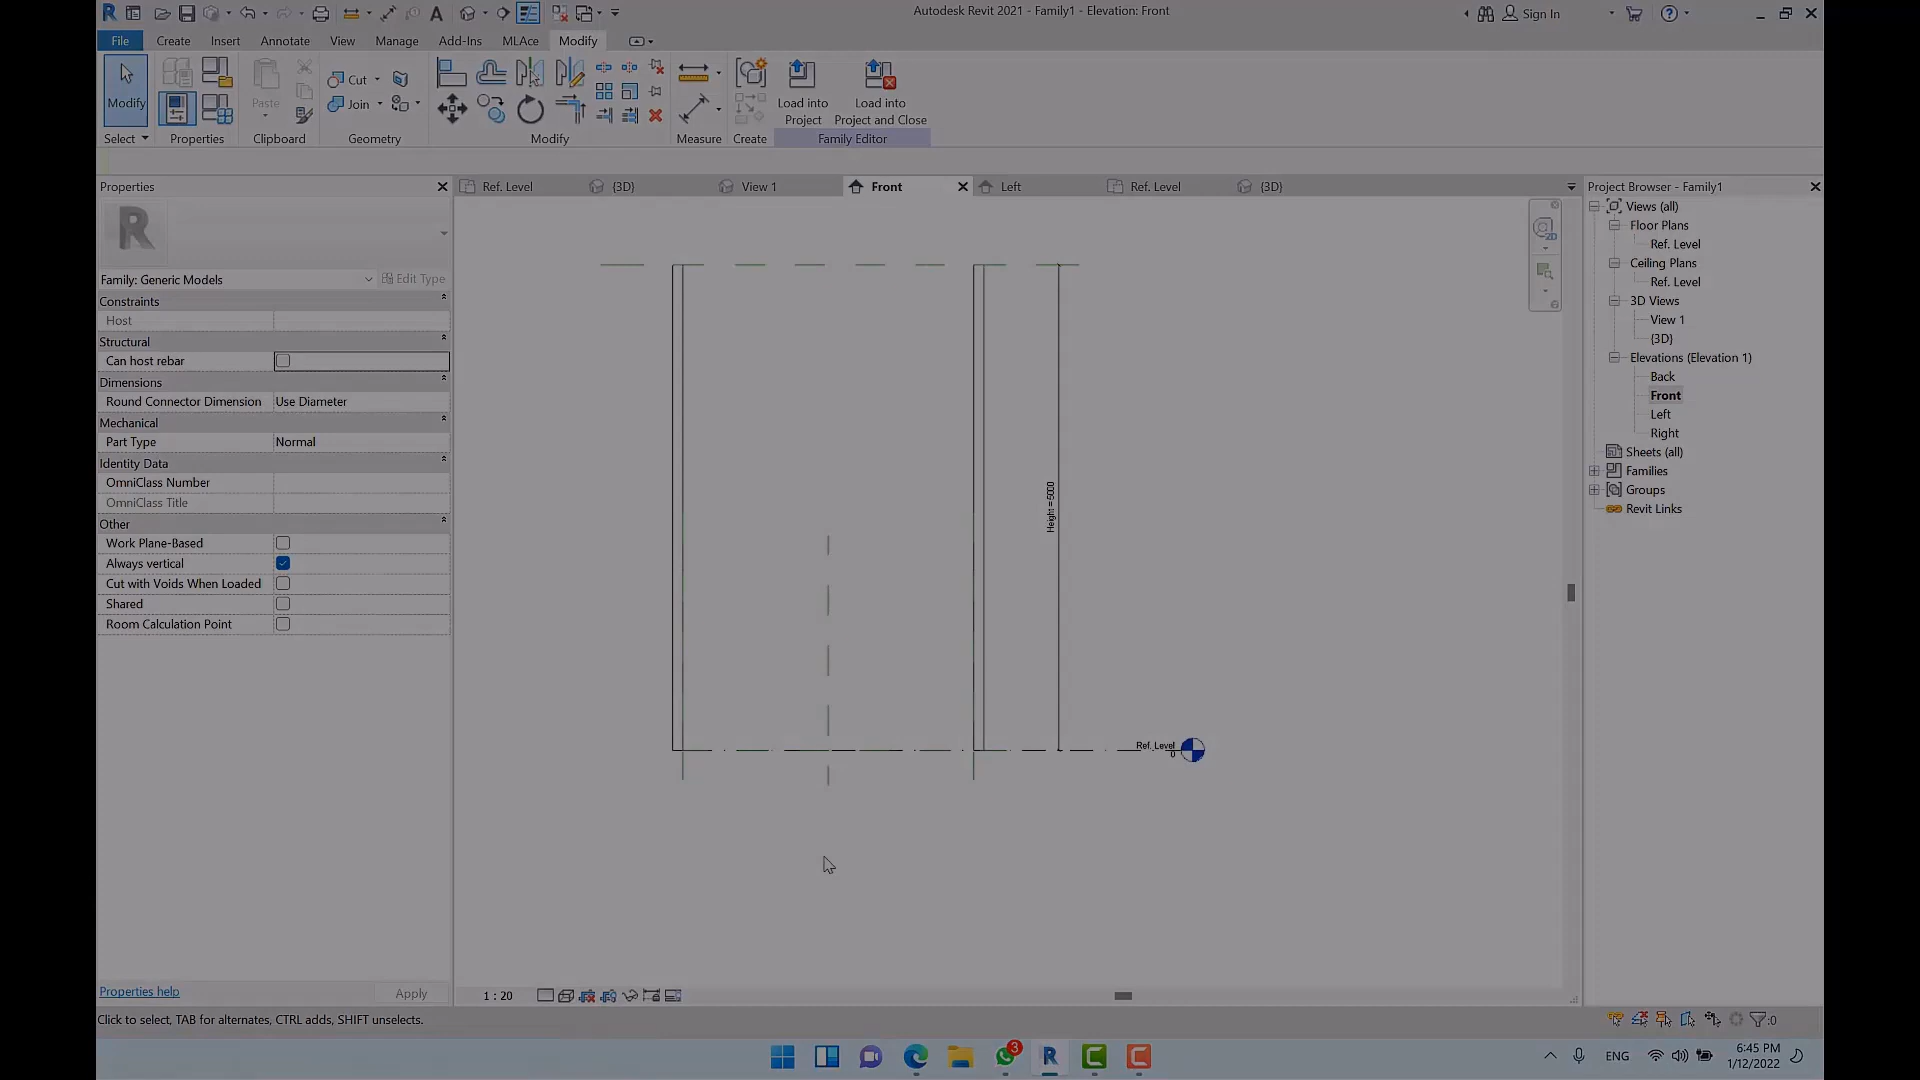 Autodesk Revit 2021 - Family1 - Elevation: Front
Sign In
File Create Insert Annotate View Manage Add-Ins MLAce Modify
Modify
Select
Properties
Paste
Clipboard
Cut
Join
Geometry
Modify
Measure
Create
Load into
Project
Load into
Project and Close
Family Editor
Properties
Ref. Level
{3D}
View 1
Front
Left
Ref. Level
{3D}
Project Browser - Family1
R
Family: Generic Models
Edit Type
Constraints
Host
Structural
Can host rebar
Dimensions
Round Connector Dimension Use Diameter
Mechanical
Part Type Normal
Identity Data
OmniClass Number
OmniClass Title
Other
Work Plane-Based
Always vertical
Cut with Voids When Loaded
Shared
Room Calculation Point
Properties help
Apply
Height = 5000
Ref. Level
0
2D
Views (all)
Floor Plans
Ref. Level
Ceiling Plans
Ref. Level
3D Views
View 1
{3D}
Elevations (Elevation 1)
Back
Front
Left
Right
Sheets (all)
Families
Groups
Revit Links
1 : 20
Click to select, TAB for alternates, CTRL adds, SHIFT unselects.
:0
3
ENG
6:45 PM
1/12/2022